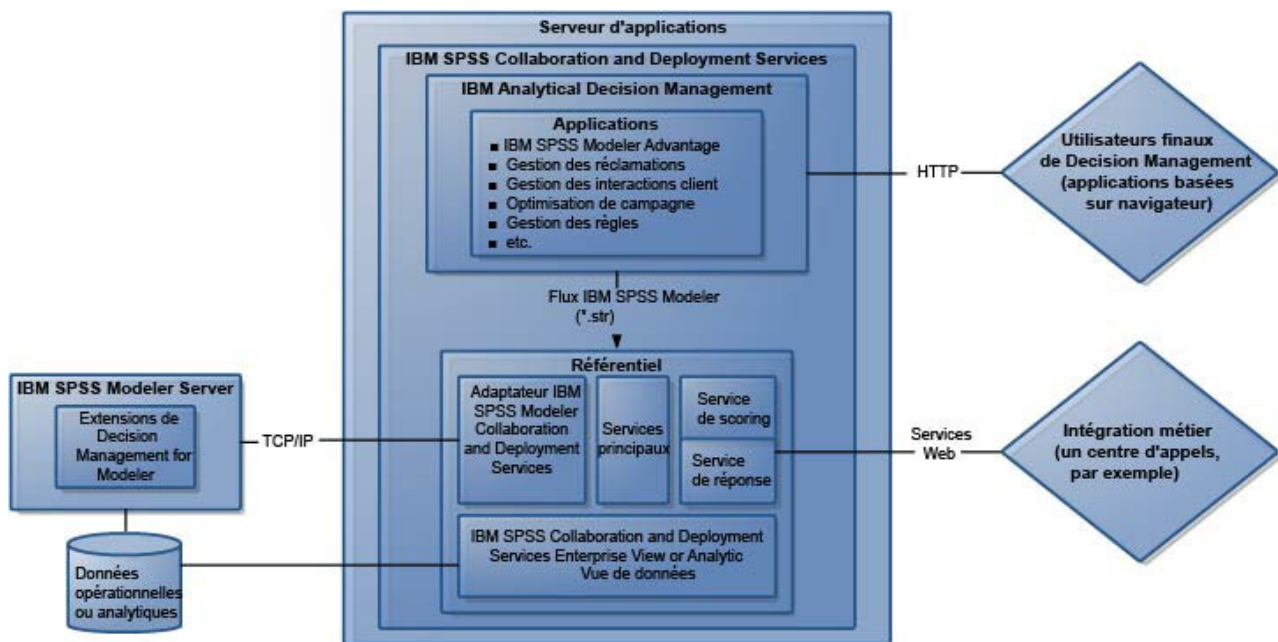 Serveur d'applications
IBM SPSS Collaboration and Deployment Services
IBM Analytical Decision Management
Applications
■ IBM SPSS Modeler Advantage
■ Gestion des réclamations
■ Gestion des interactions client
■ Optimisation de campagne
■ Gestion des règles
■ etc.
HTTP
Utilisateurs finaux
de Decision Management
(applications basées
sur navigateur)
Flux IBM SPSS Modeler
(*.str)
Référentiel
IBM SPSS Modeler Server
Extensions de
Decision
Management for
Modeler
TCP/IP
Adaptateur IBM
SPSS Modeler
Collaboration
and Deployment
Services
Services
principaux
Service
de scoring
Service
de réponse
Services
Web
Intégration métier
(un centre d'appels,
par exemple)
IBM SPSS Collaboration and Deployment
Services Enterprise View or Analytic
Vue de données
Données
opérationnelles
ou analytiques